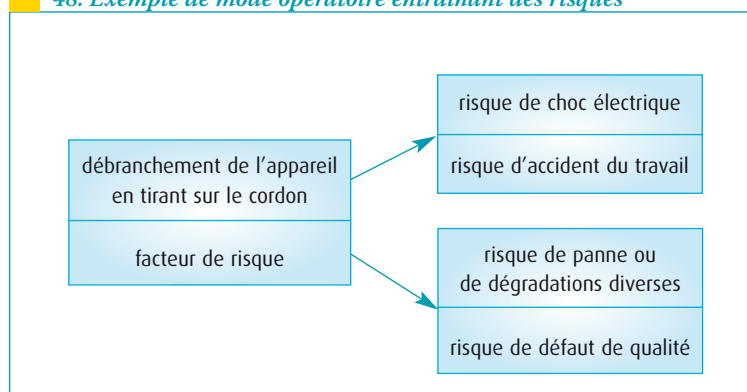 48. Exemple de mode opératoire entraînant des risques
débranchement de l'appareil
en tirant sur le cordon
facteur de risque
risque de choc électrique
risque d'accident du travail
risque de panne ou
de dégradations diverses
risque de défaut de qualité